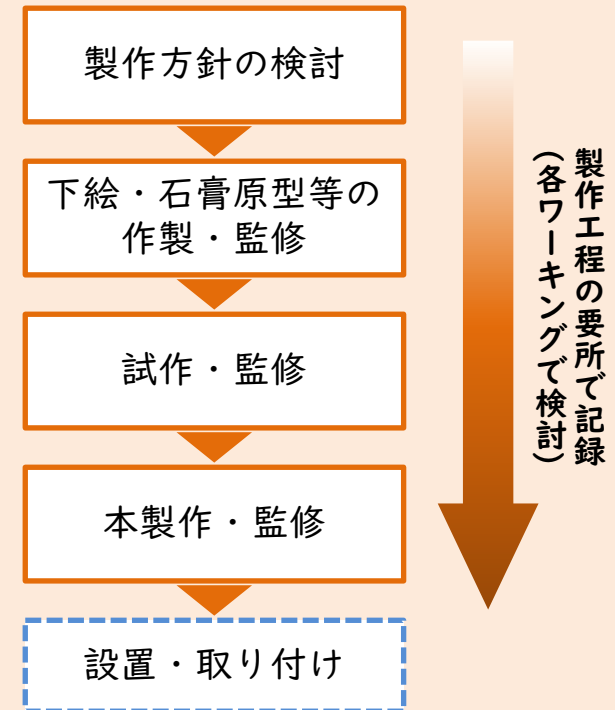 製作方針の検討
下絵・石膏原型等の
作製・監修
試作・監修
本製作・監修
設置・取り付け
製作工程の要所で記録
(各ワーキングで検討)